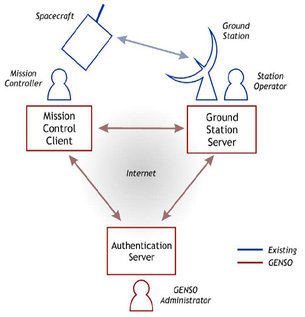 Spacecraft
Ground
Station
Mission
Controller
Station
Operator
Mission
Control
Client
Ground
Station
Server
Internet
Authentication
Server
Existing
GENSO
GENSO
Administrator